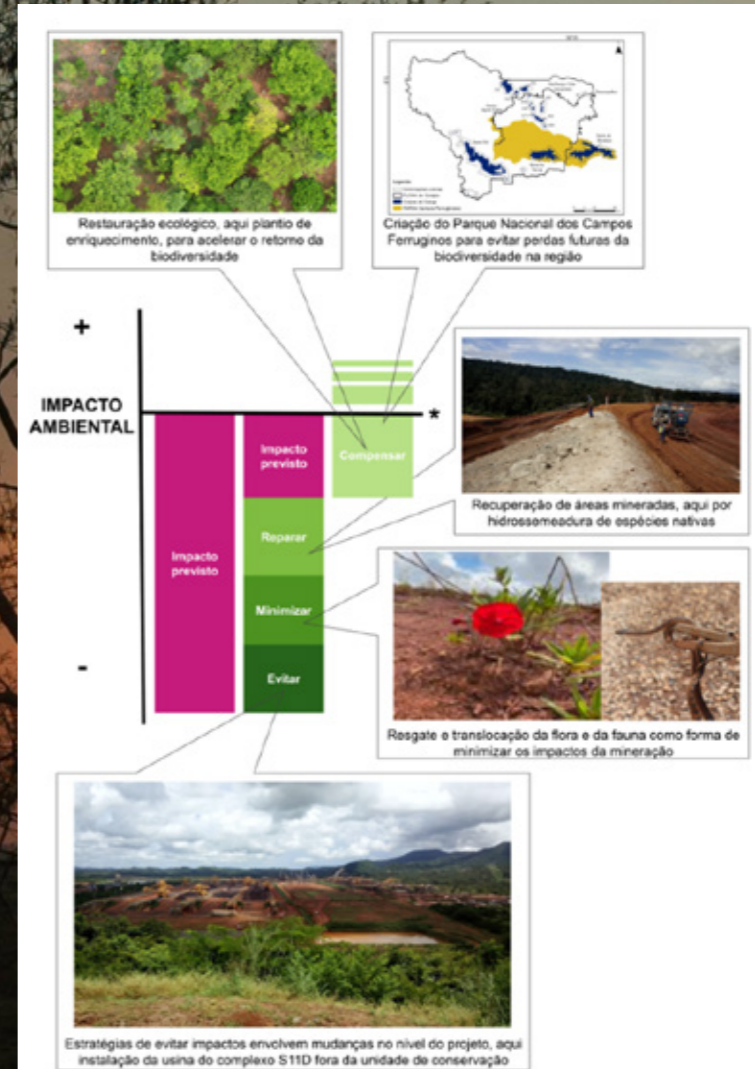 Restauração ecológico, aqui plantio de
enriquecimento, para acelerar o retorno da
biodiversidade
Criação do Parque Nacional dos Campos
Ferruginos para evitar perdas futuras da
biodiversidade na região
+
IMPACTO
AMBIENTAL
-
*
Impacto
previsto
Impacto
previsto
Reparar
Minimizar
Evitar
Compensar
Recuperação de áreas mineradas, aqui por
hidrossemeadura de espécies nativas
Resgate e translocação da flora e da fauna como forma de
minimizar os impactos da mineração
Estratégias de evitar impactos envolvem mudanças no nível do projeto, aqui
instalação da usina do complexo S11D fora da unidade de conservação